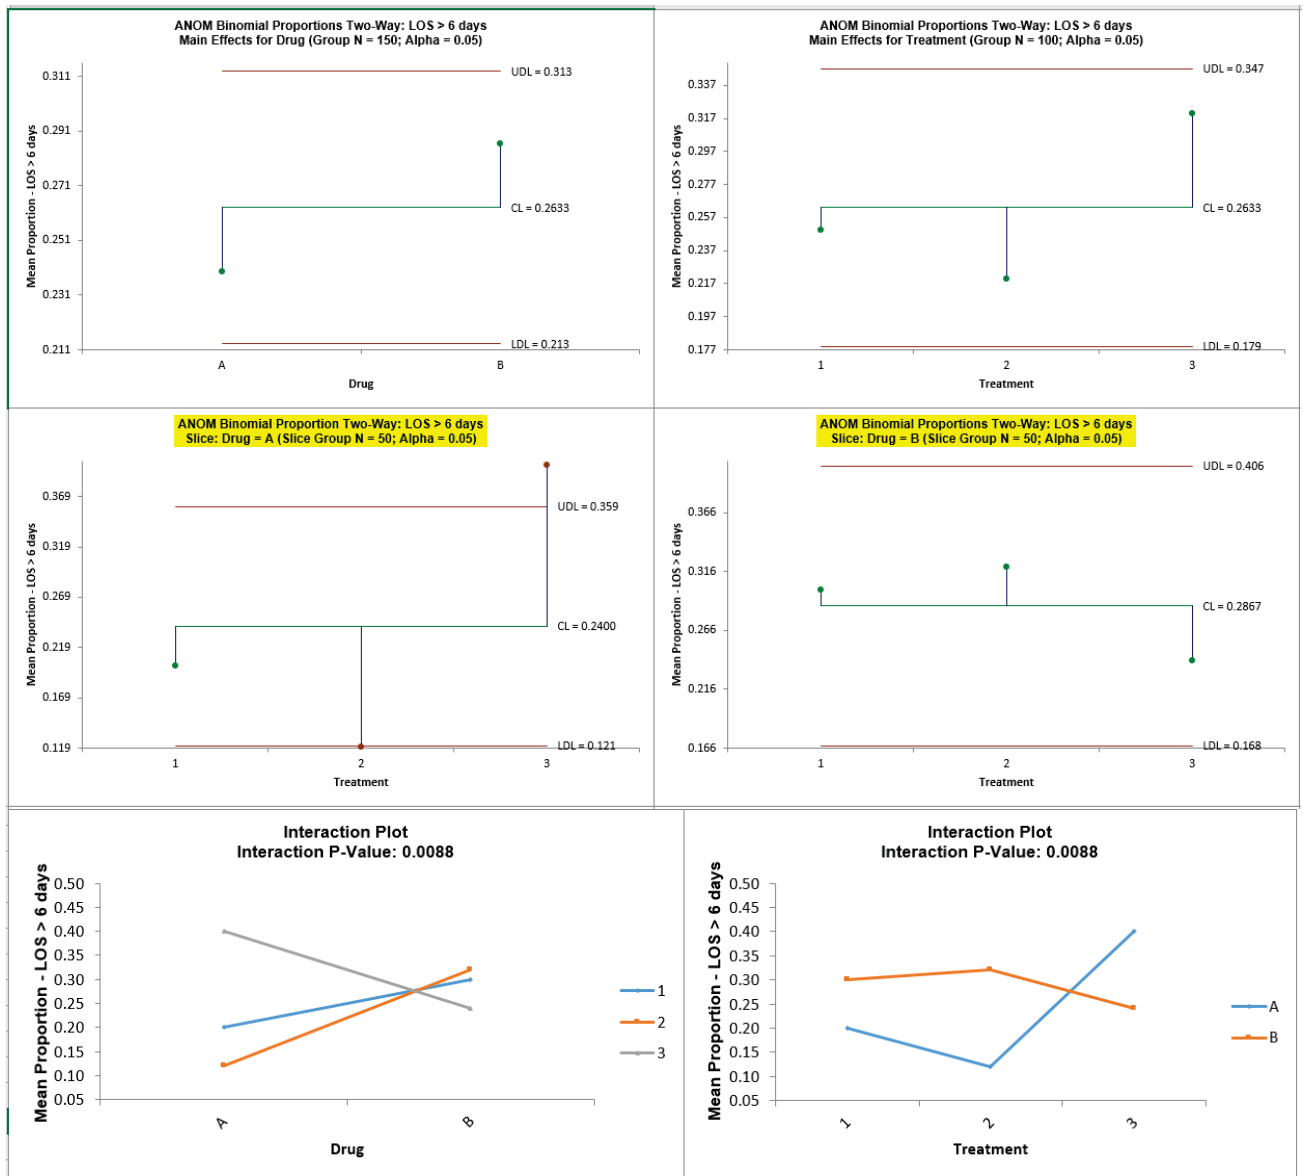 ANOM Binomial Proportions Two-Way: LOS > 6 days
Main Effects for Drug (Group N = 150; Alpha = 0.05)
Mean Proportion - LOS > 6 days
0.311
0.291
0.271
0.251
0.231
0.211
UDL = 0.313
CL = 0.2633
LDL = 0.213
A
B
Drug
ANOM Binomial Proportions Two-Way: LOS > 6 days
Main Effects for Treatment (Group N = 100; Alpha = 0.05)
Mean Proportion - LOS > 6 days
0.337
0.317
0.297
0.277
0.257
0.237
0.217
0.197
0.177
UDL = 0.347
CL = 0.2633
LDL = 0.179
1
2
3
Treatment
ANOM Binomial Proportion Two-Way: LOS > 6 days
Slice: Drug = A (Slice Group N = 50; Alpha = 0.05)
Mean Proportion - LOS > 6 days
0.369
0.319
0.269
0.219
0.169
0.119
UDL = 0.359
CL = 0.2400
LDL = 0.121
1
2
3
Treatment
ANOM Binomial Proportions Two-Way: LOS > 6 days
Slice: Drug = B (Slice Group N = 50; Alpha = 0.05)
Mean Proportion - LOS > 6 days
0.366
0.316
0.266
0.216
0.166
UDL = 0.406
CL = 0.2867
LDL = 0.168
1
2
3
Treatment
Interaction Plot
Interaction P-Value: 0.0088
Mean Proportion - LOS > 6 days
0.50
0.45
0.40
0.35
0.30
0.25
0.20
0.15
0.10
0.05
A
B
Drug
1
2
3
Interaction Plot
Interaction P-Value: 0.0088
Mean Proportion - LOS > 6 days
0.50
0.45
0.40
0.35
0.30
0.25
0.20
0.15
0.10
0.05
1
2
3
Treatment
A
B